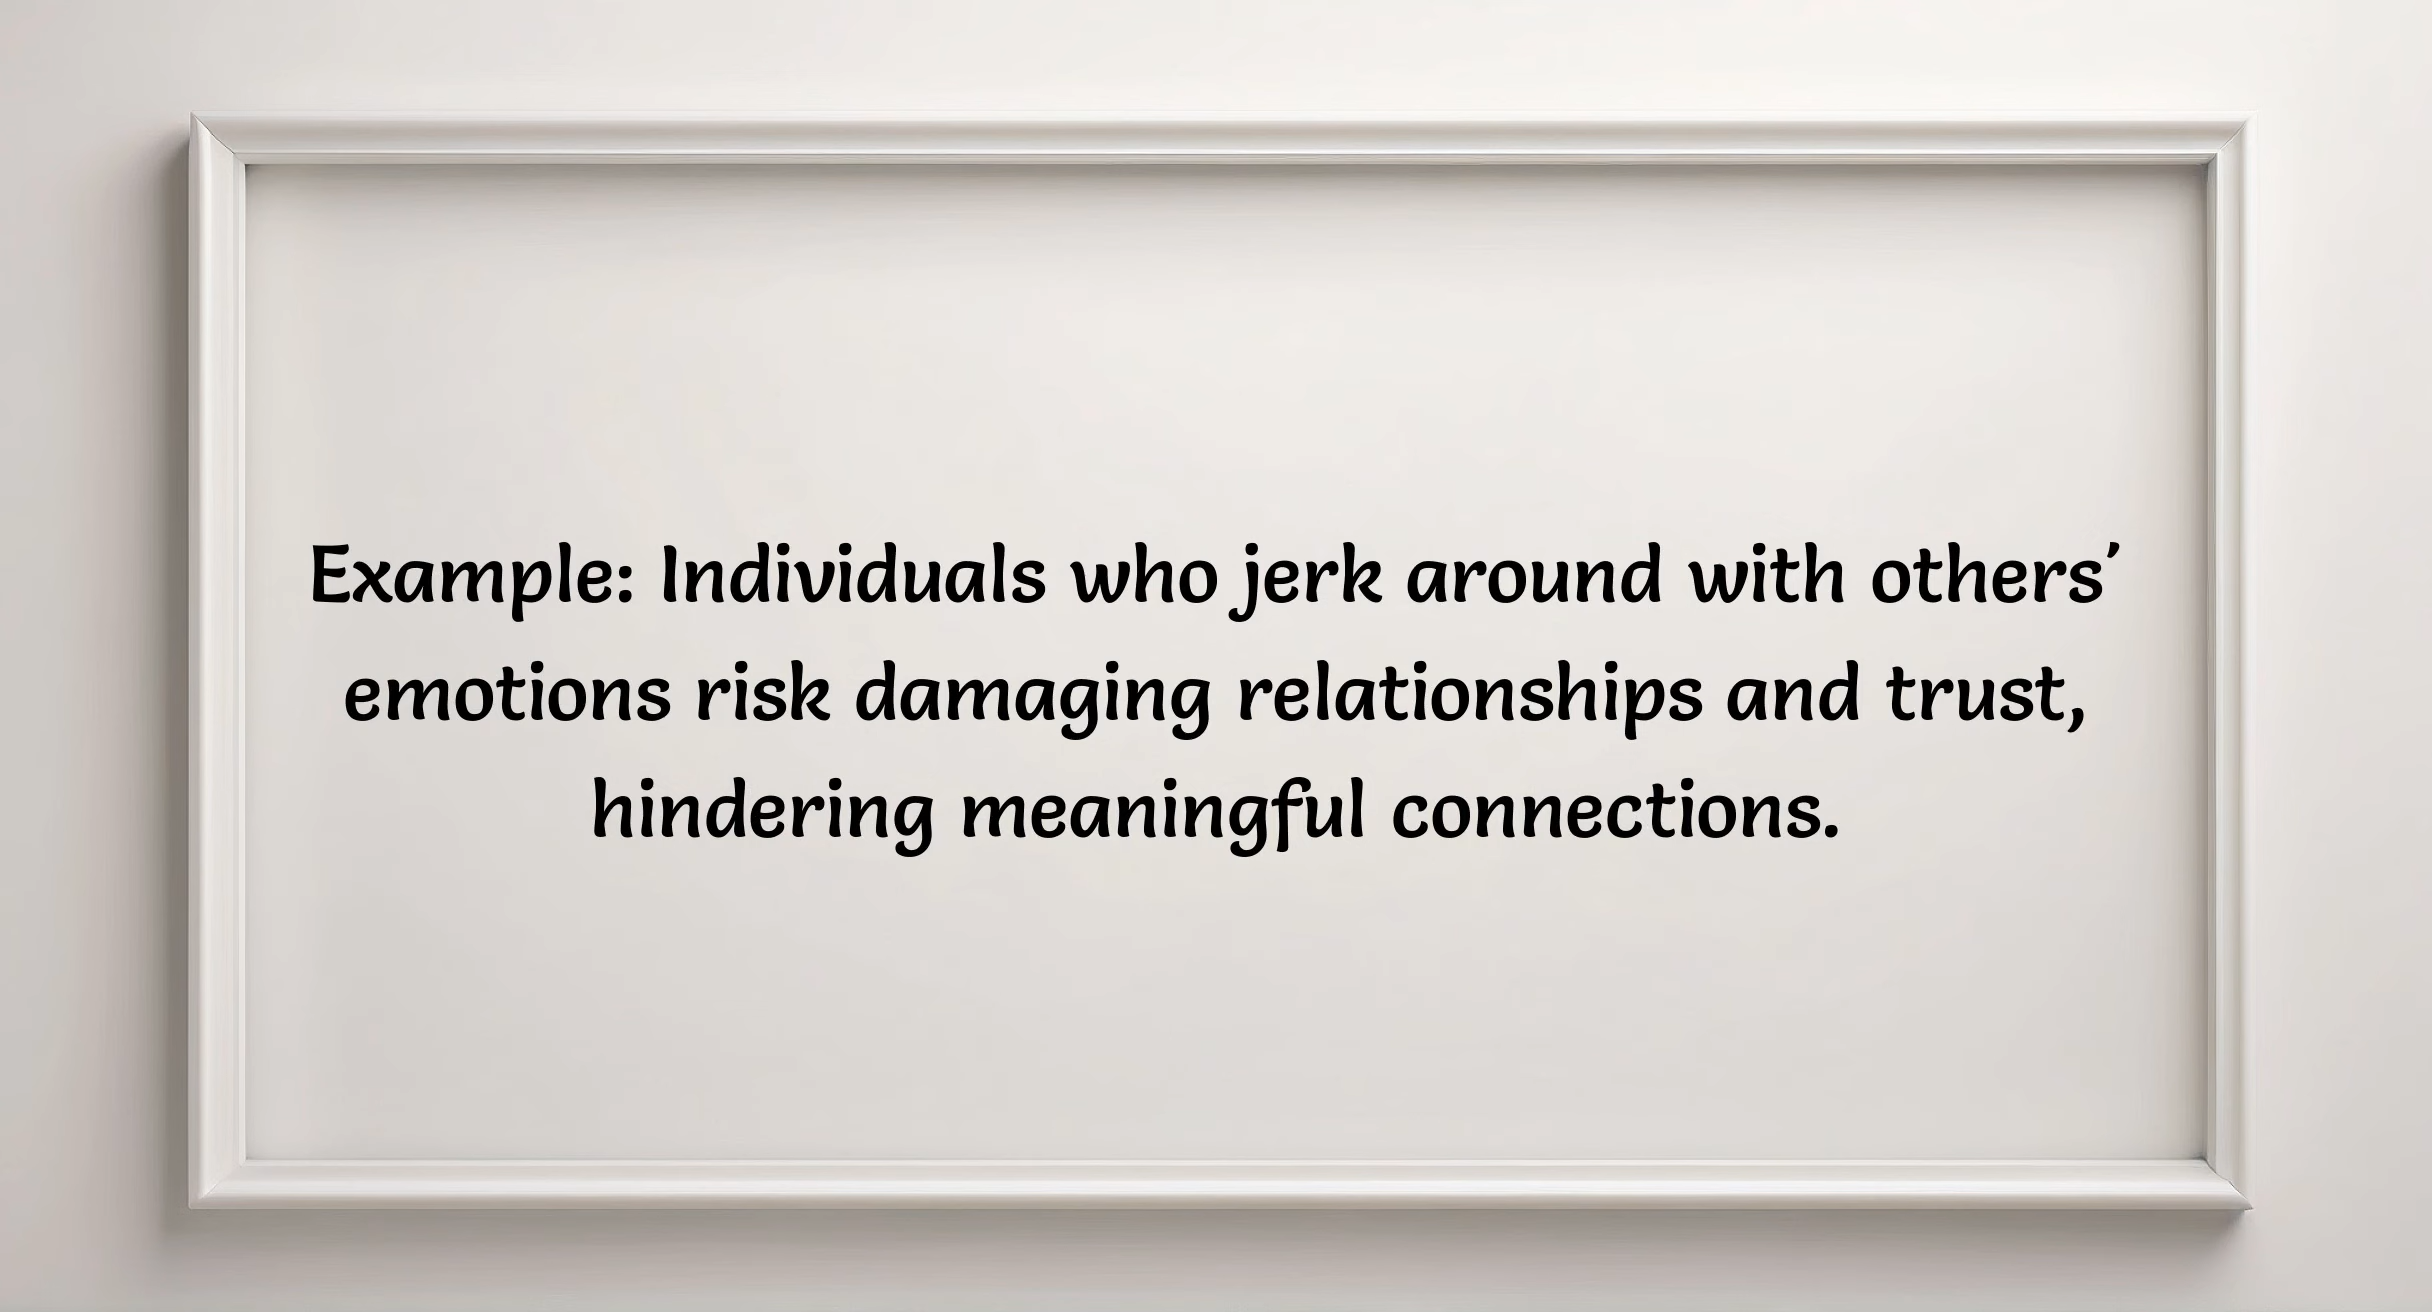 Example: Individuals who jerk around with others’
emotions risk damaging relationships and trust,
hindering meaningful connections.